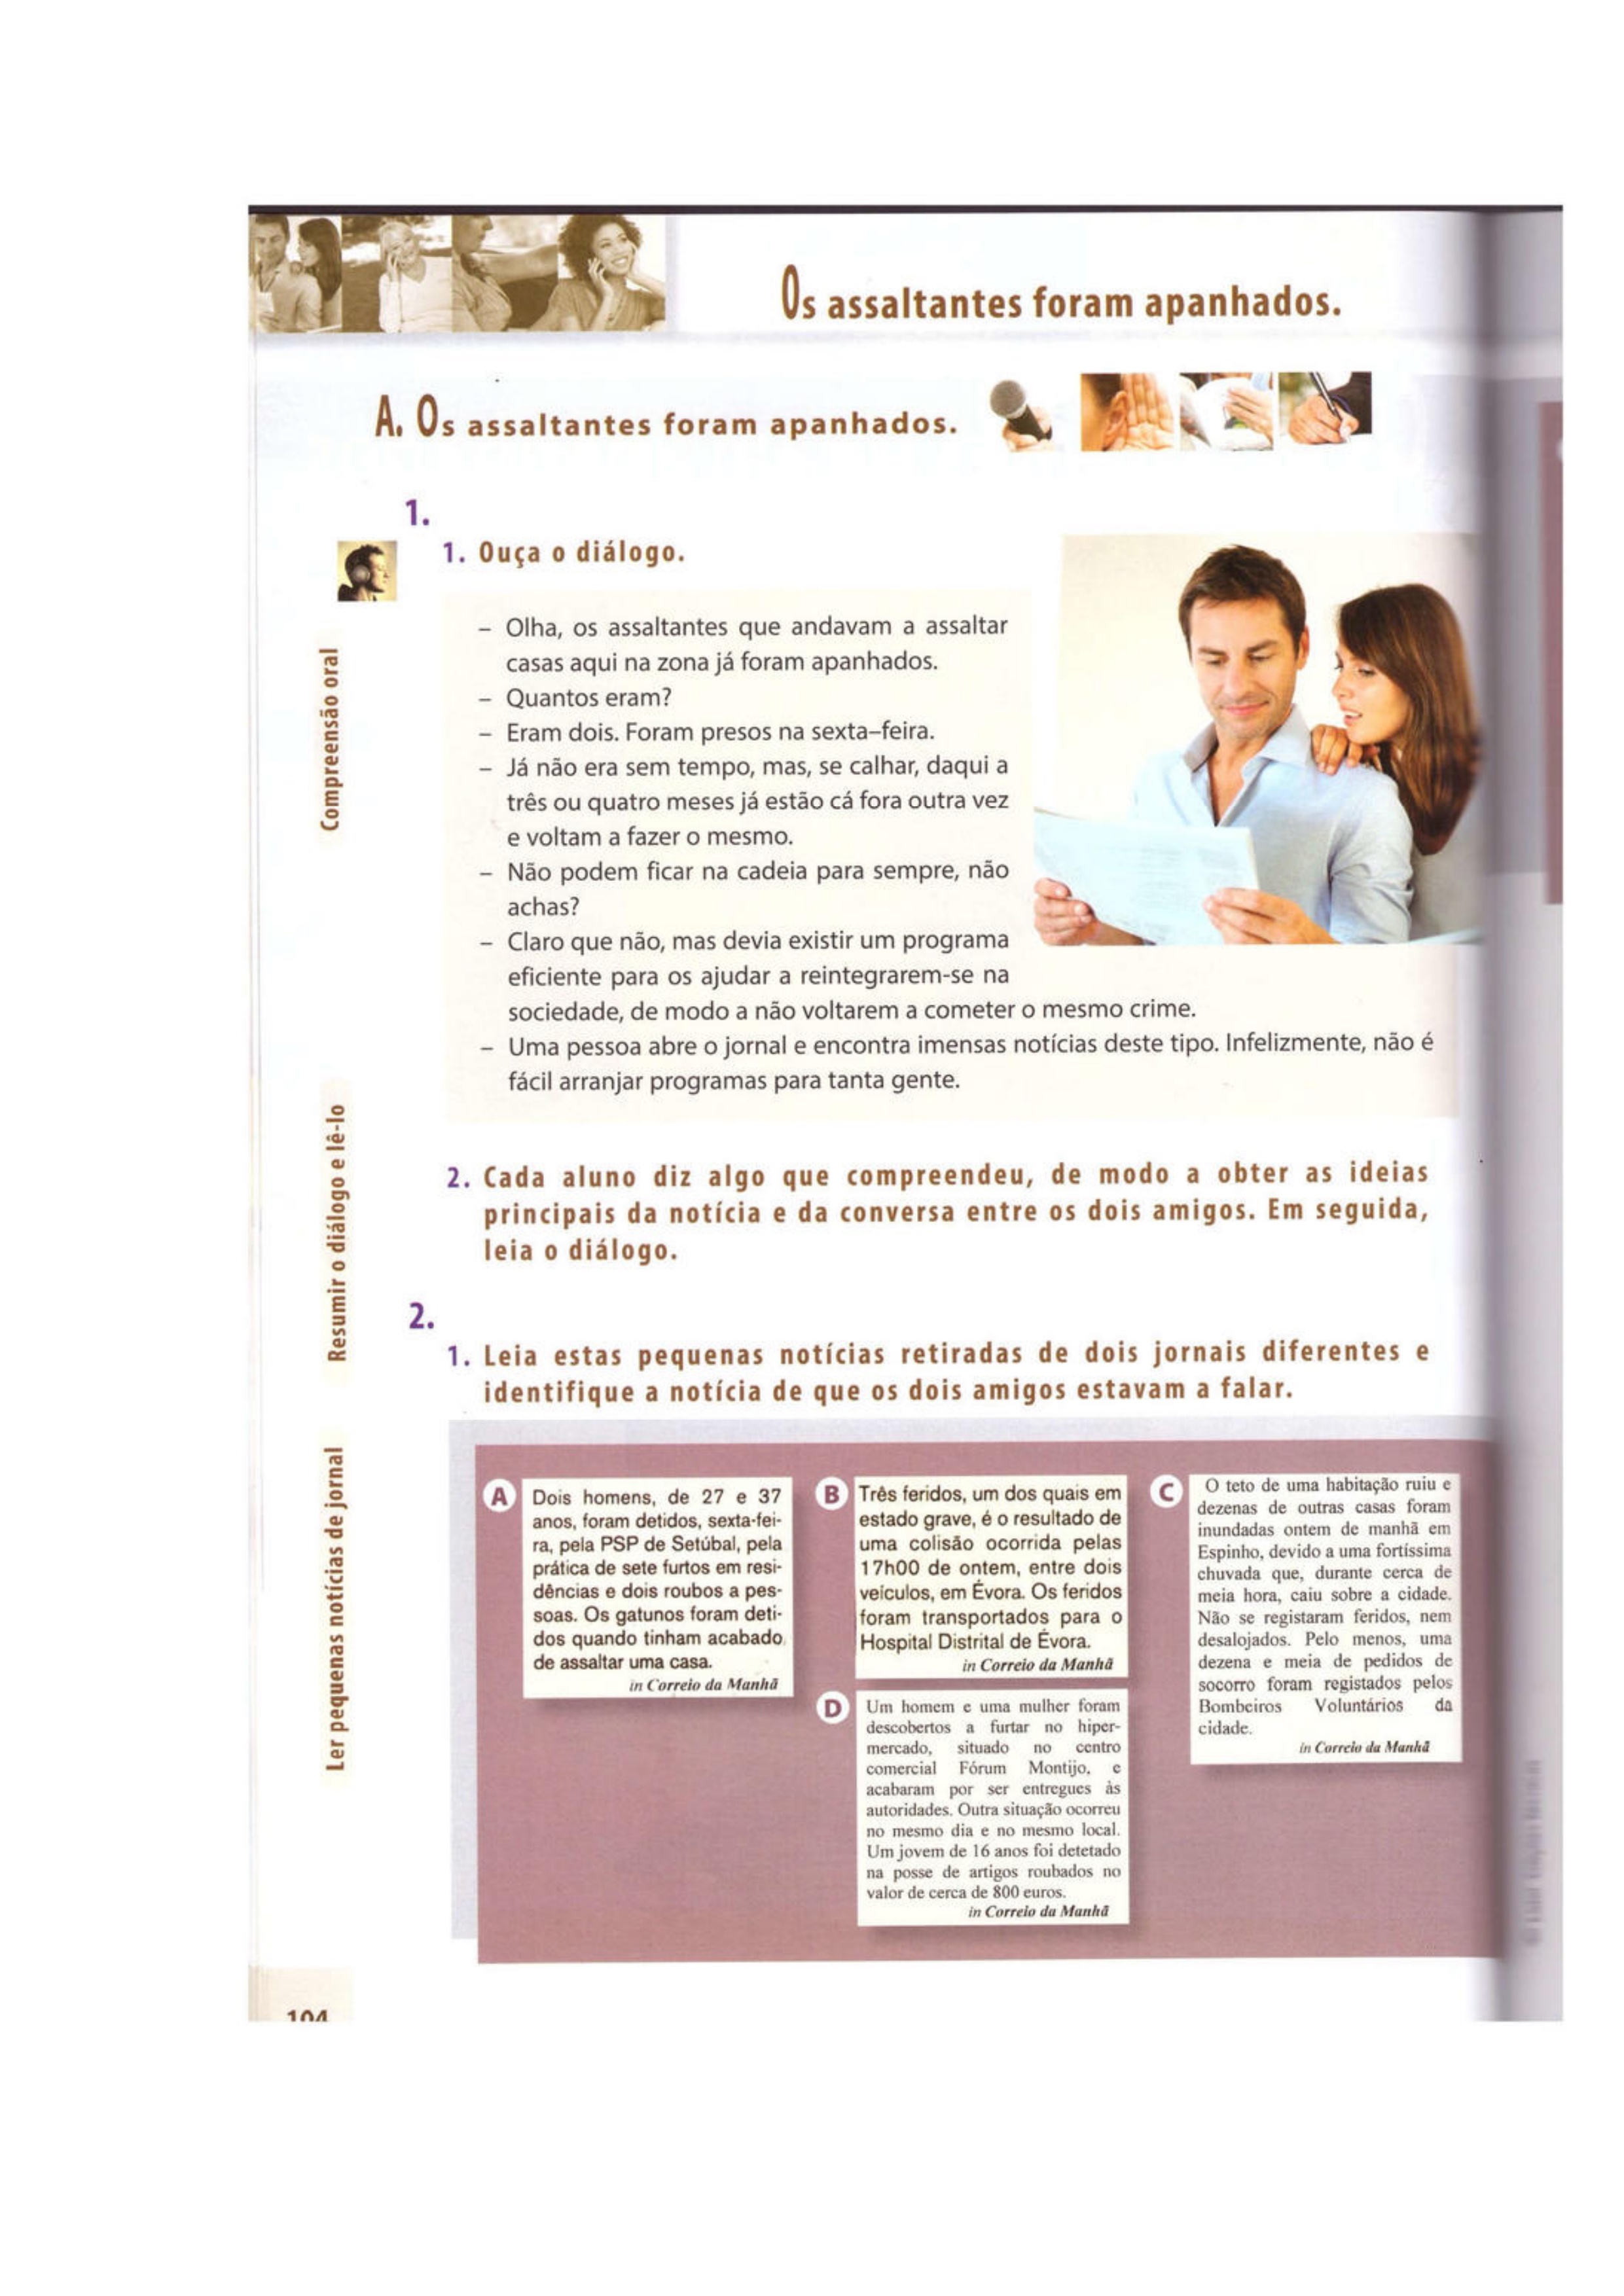 Os assaltantes foram apanhados.
A. Os assaltantes foram apanhados.
1.
1. Ouça o diálogo.
Compreensão oral
– Olha, os assaltantes que andavam a assaltar
casas aqui na zona já foram apanhados.
– Quantos eram?
– Eram dois. Foram presos na sexta–feira.
– Já não era sem tempo, mas, se calhar, daqui a
três ou quatro meses já estão cá fora outra vez
e voltam a fazer o mesmo.
– Não podem ficar na cadeia para sempre, não
achas?
– Claro que não, mas devia existir um programa
eficiente para os ajudar a reintegrarem-se na
sociedade, de modo a não voltarem a cometer o mesmo crime.
– Uma pessoa abre o jornal e encontra imensas notícias deste tipo. Infelizmente, não é
fácil arranjar programas para tanta gente.
Resumir o diálogo e lê-lo
2. Cada aluno diz algo que compreendeu, de modo a obter as ideias
principais da notícia e da conversa entre os dois amigos. Em seguida,
leia o diálogo.
2.
1. Leia estas pequenas notícias retiradas de dois jornais diferentes e
identifique a notícia de que os dois amigos estavam a falar.
Ler pequenas notícias de jornal
A
Dois homens, de 27 e 37
anos, foram detidos, sexta-fei-
ra, pela PSP de Setúbal, pela
prática de sete furtos em resi-
dências e dois roubos a pes-
soas. Os gatunos foram deti-
dos quando tinham acabado
de assaltar uma casa.
in Correio da Manhã
B
Três feridos, um dos quais em
estado grave, é o resultado de
uma colisão ocorrida pelas
17h00 de ontem, entre dois
veículos, em Évora. Os feridos
foram transportados para o
Hospital Distrital de Évora.
in Correio da Manhã
C
O teto de uma habitação ruiu e
dezenas de outras casas foram
inundadas ontem de manhã em
Espinho, devido a uma fortíssima
chuvada que, durante cerca de
meia hora, caiu sobre a cidade.
Não se registaram feridos, nem
desalojados. Pelo menos, uma
dezena e meia de pedidos de
socorro foram registados pelos
Bombeiros Voluntários da
cidade.
in Correio da Manhã
D
Um homem e uma mulher foram
descobertos a furtar no hiper-
mercado, situado no centro
comercial Fórum Montijo, e
acabaram por ser entregues às
autoridades. Outra situação ocorreu
no mesmo dia e no mesmo local.
Um jovem de 16 anos foi detetado
na posse de artigos roubados no
valor de cerca de 800 euros.
in Correio da Manhã
104